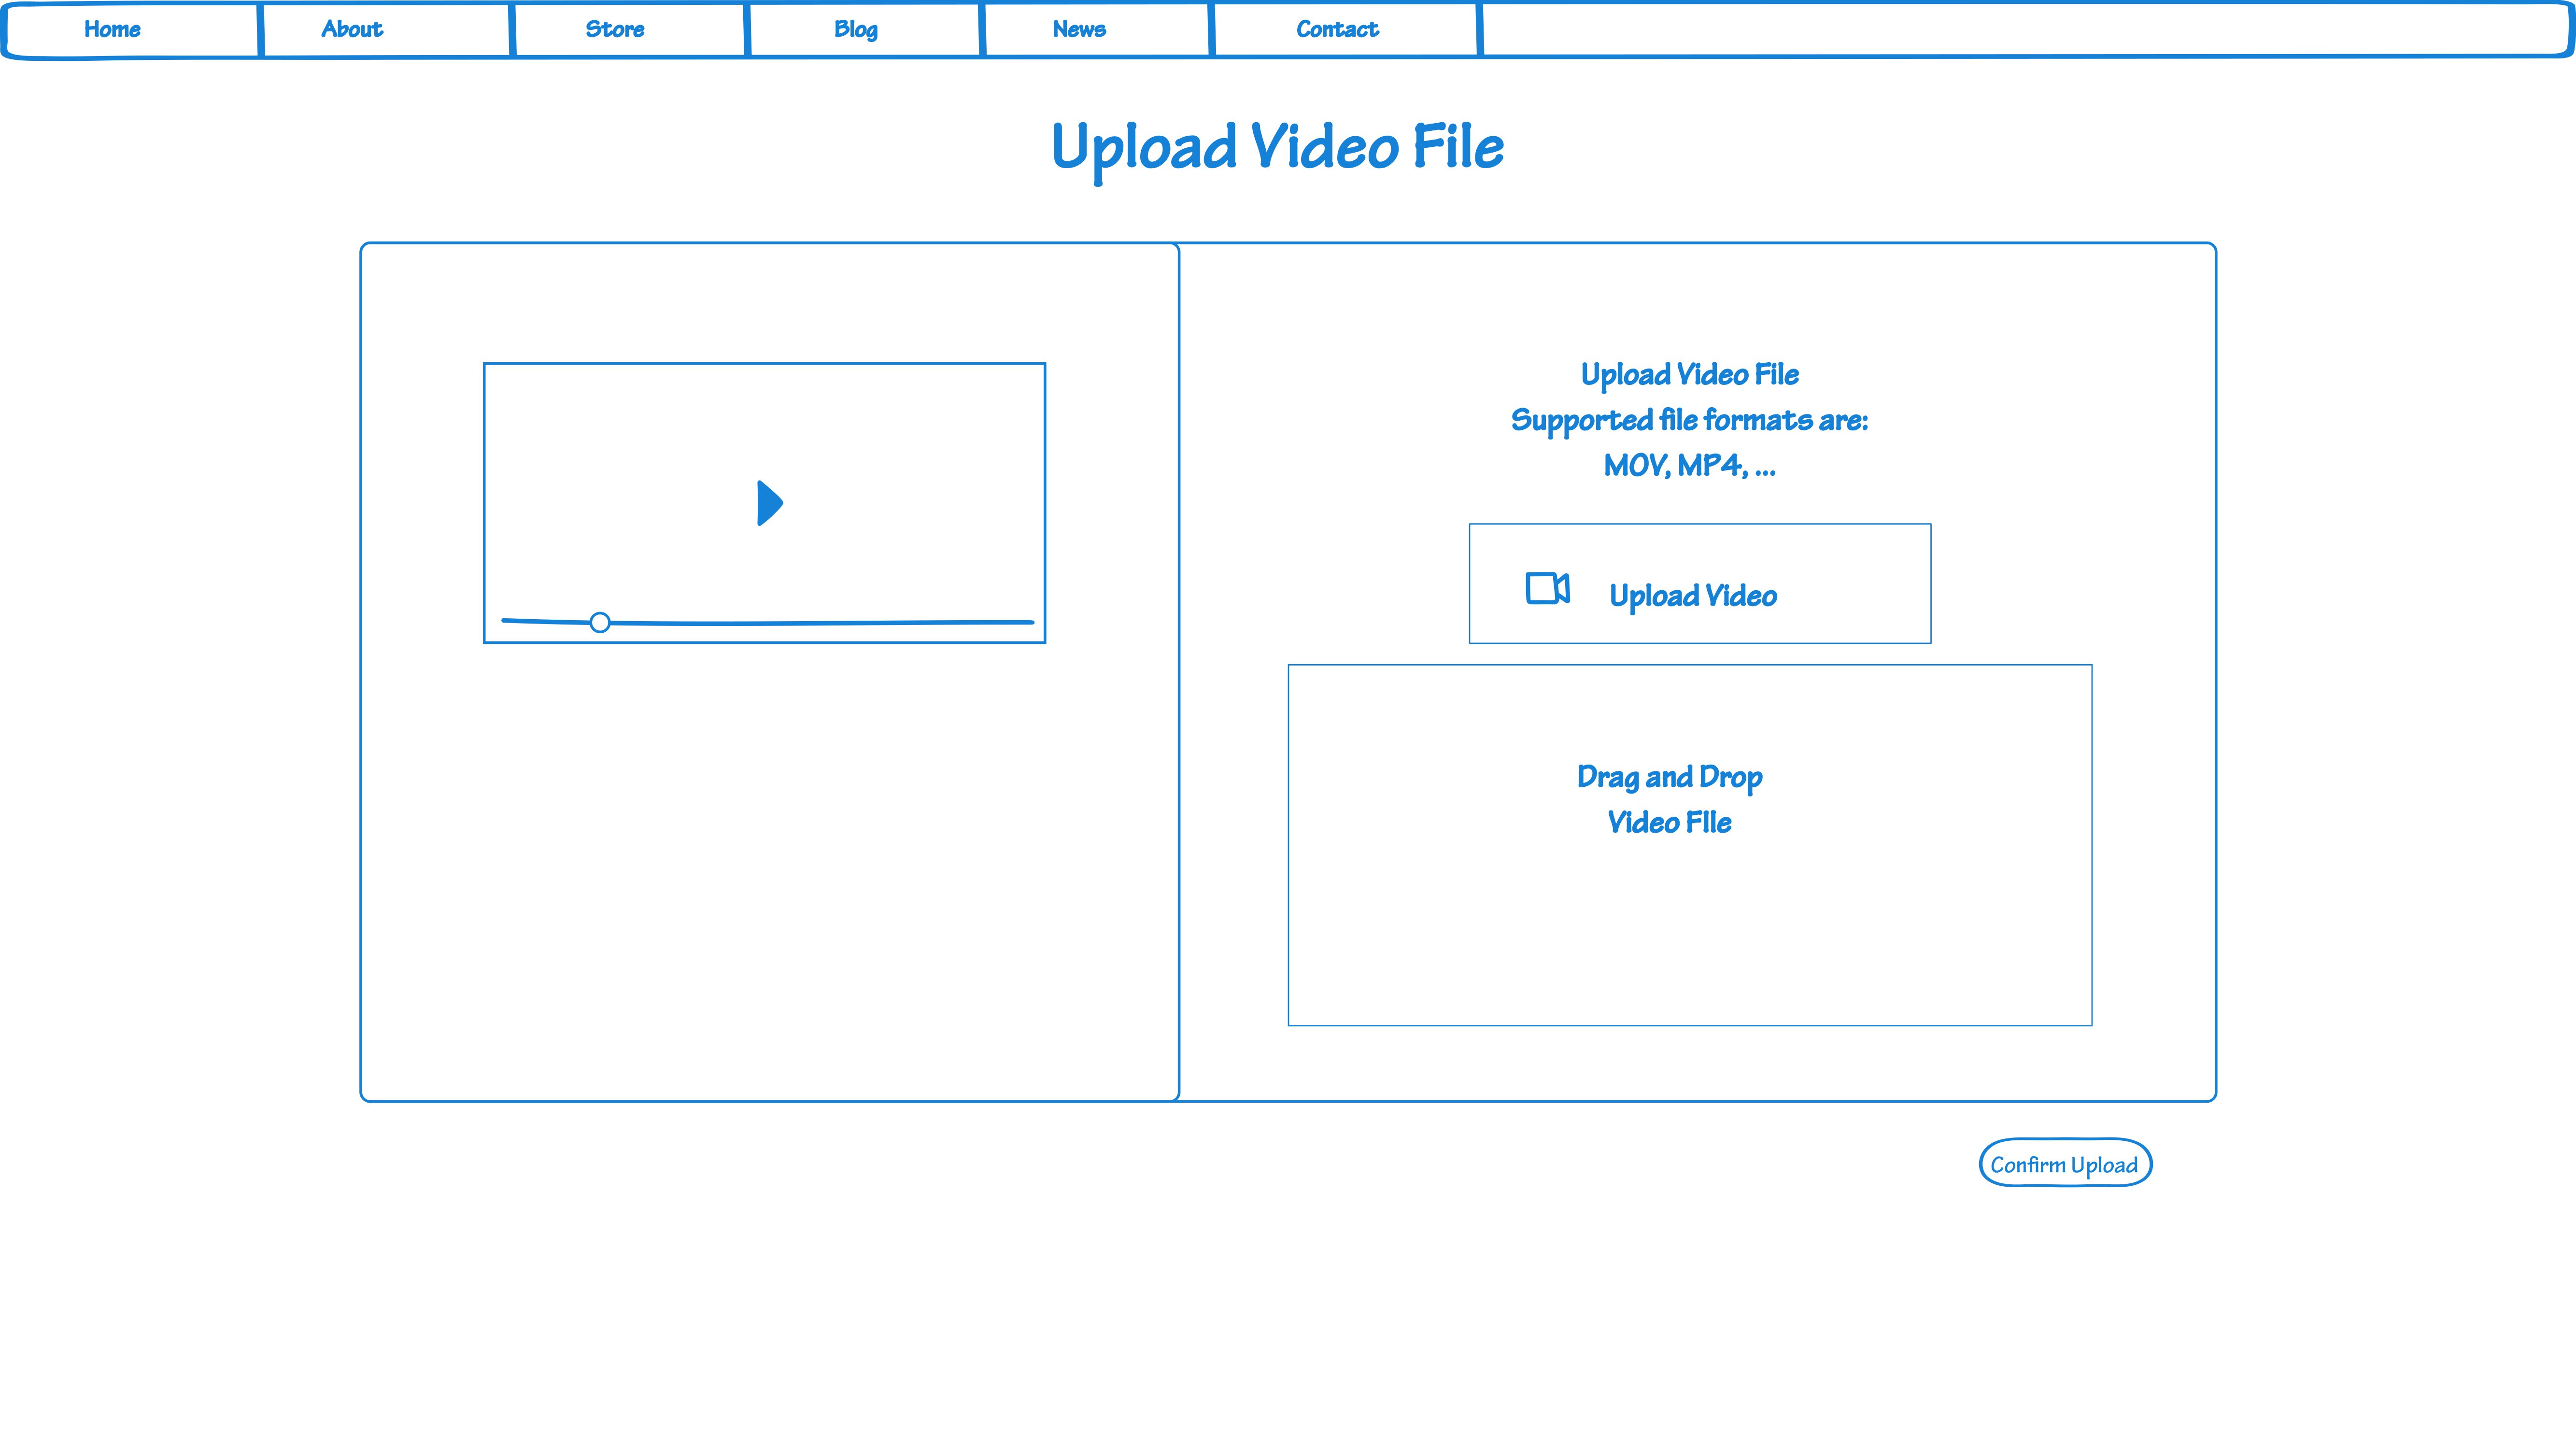 Home About Store Blog News Contact
Upload Video File
Upload Video File
Supported file formats are:
MOV, MP4, ...
Upload Video
Drag and Drop
Video FIle
Confirm Upload